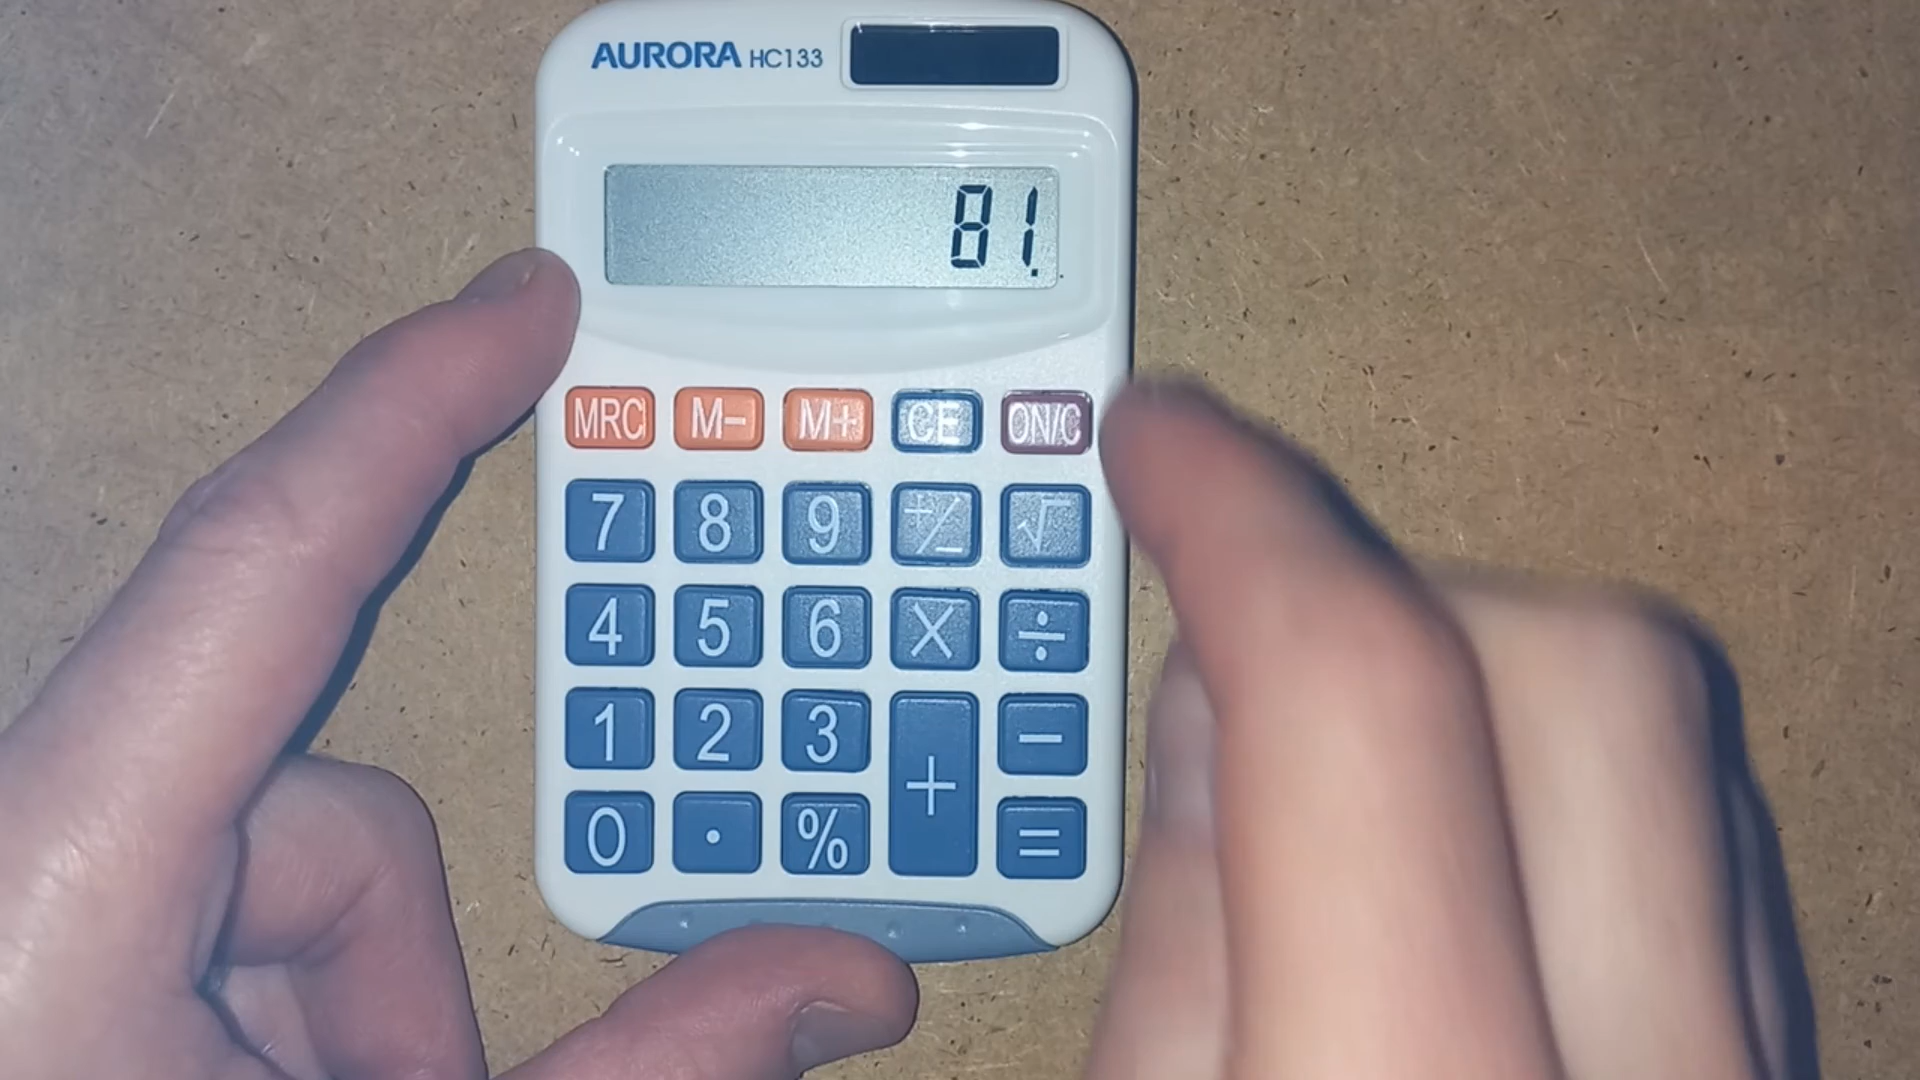 AURORA HC133
81.
MRC M− M+ CE ON/C
7 8 9 +/− √
4 5 6 X ÷
1 2 3 + −
0 . % =